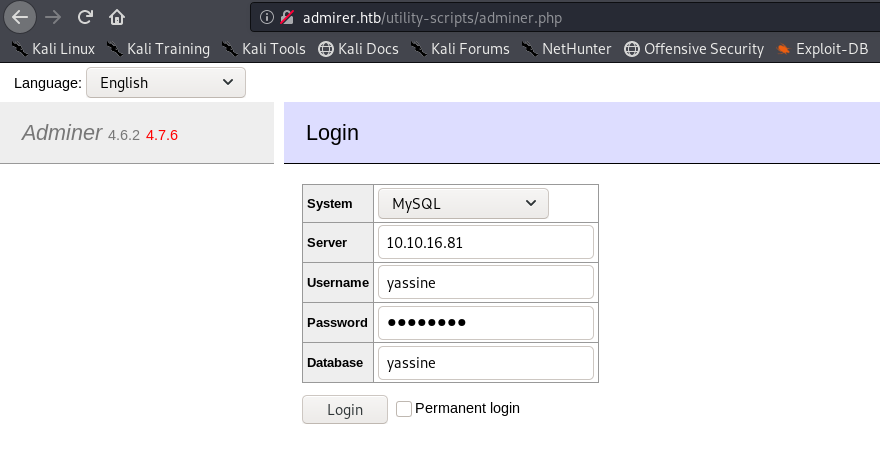 admirer.htb/utility-scripts/adminer.php
Kali Linux Kali Training Kali Tools Kali Docs Kali Forums NetHunter Offensive Security Exploit-DB
Language: English
Adminer 4.6.2 4.7.6
Login
System MySQL
Server 10.10.16.81
Username yassine
Password ●●●●●●●●
Database yassine
Login Permanent login